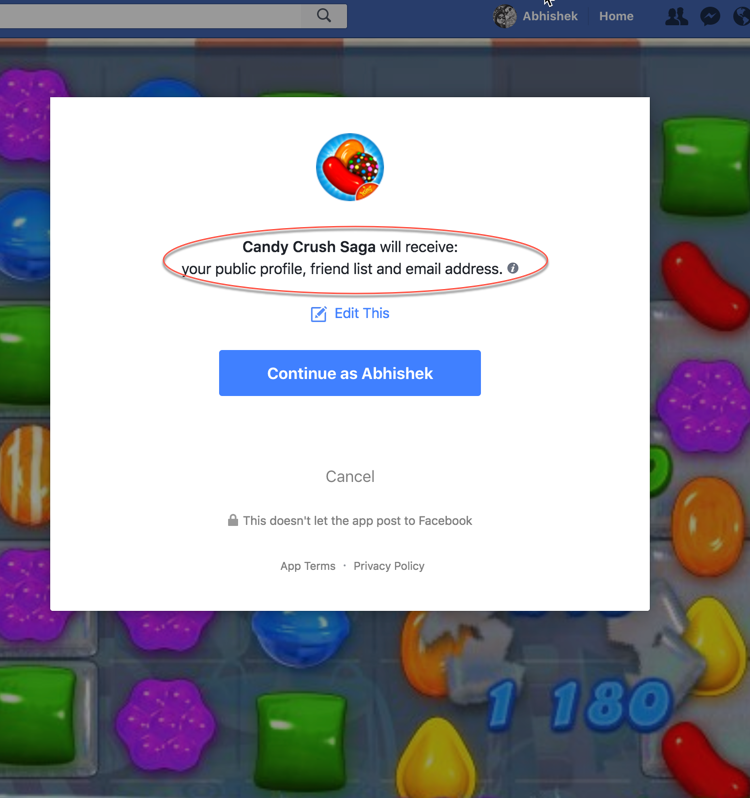 Abhishek
Home
Candy Crush Saga will receive:
your public profile, friend list and email address.
Edit This
Continue as Abhishek
Cancel
This doesn't let the app post to Facebook
App Terms · Privacy Policy
1 180